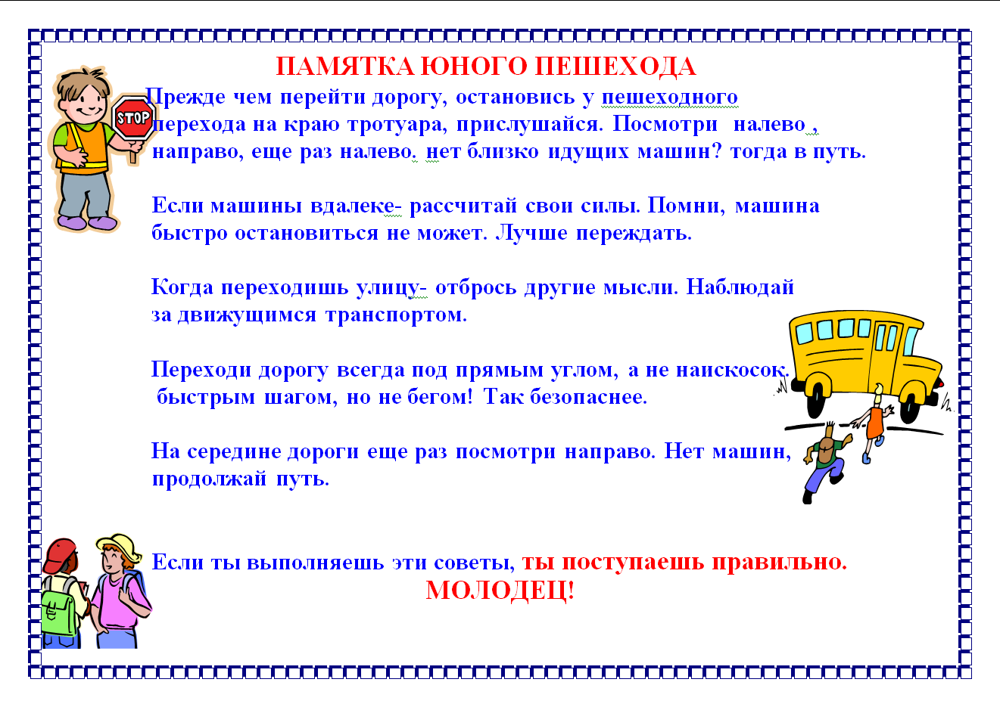 ПАМЯТКА ЮНОГО ПЕШЕХОДА
Прежде чем перейти дорогу, остановись у пешеходного
STOP
перехода на краю тротуара, прислушайся. Посмотри  налево ,
направо, еще раз налево. нет близко идущих машин? тогда в путь.
Если машины вдалеке- рассчитай свои силы. Помни, машина
быстро остановиться не может. Лучше переждать.
Когда переходишь улицу- отбрось другие мысли. Наблюдай
за движущимся транспортом.
Переходи дорогу всегда под прямым углом, а не наискосок.
быстрым шагом, но не бегом! Так безопаснее.
На середине дороги еще раз посмотри направо. Нет машин,
продолжай путь.
Если ты выполняешь эти советы, ты поступаешь правильно.
МОЛОДЕЦ!